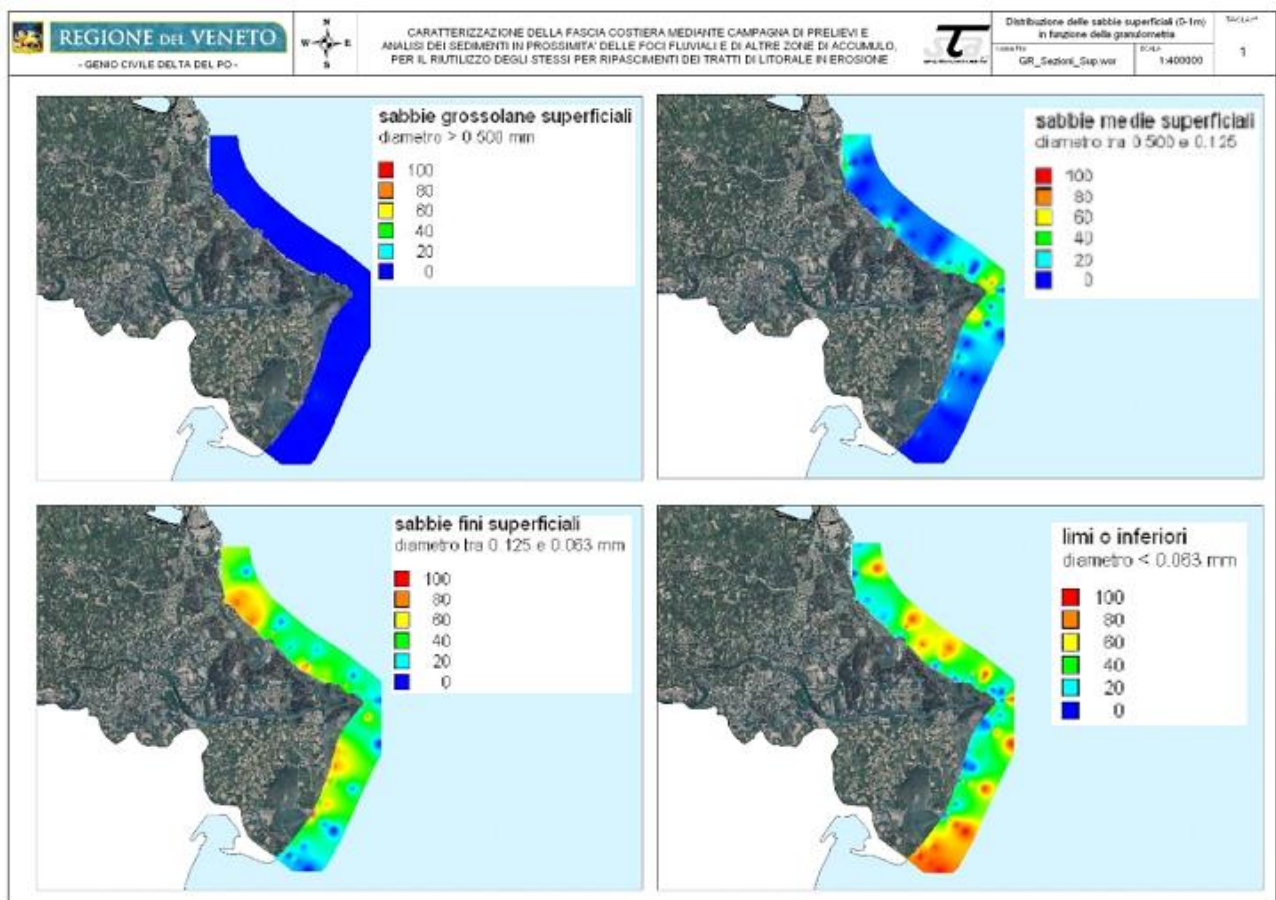 REGIONE DEL VENETO
- GENIO CIVILE DELTA DEL PO -
N
W E
S
CARATTERIZZAZIONE DELLA FASCIA COSTIERA MEDIANTE CAMPAGNA DI PRELIEVI E
ANALISI DEI SEDIMENTI IN PROSSIMITA' DELLE FOCI FLUVIALI E DI ALTRE ZONE DI ACCUMULO,
PER IL RIUTILIZZO DEGLI STESSI PER RIPASCIMENTI DEI TRATTI DI LITORALE IN EROSIONE
Distribuzione delle sabbie superficiali (0-1m)
in funzione della granulometria
GR_Sezioni_Sup.wor
SCALA
1:400000
1
sabbie grossolane superficiali
diametro > 0.500 mm
100
80
60
40
20
0
sabbie medie superficiali
diametro tra 0.500 e 0.125
100
80
60
40
20
0
sabbie fini superficiali
diametro tra 0.125 e 0.063 mm
100
80
60
40
20
0
limi o inferiori
diametro < 0.063 mm
100
80
60
40
20
0